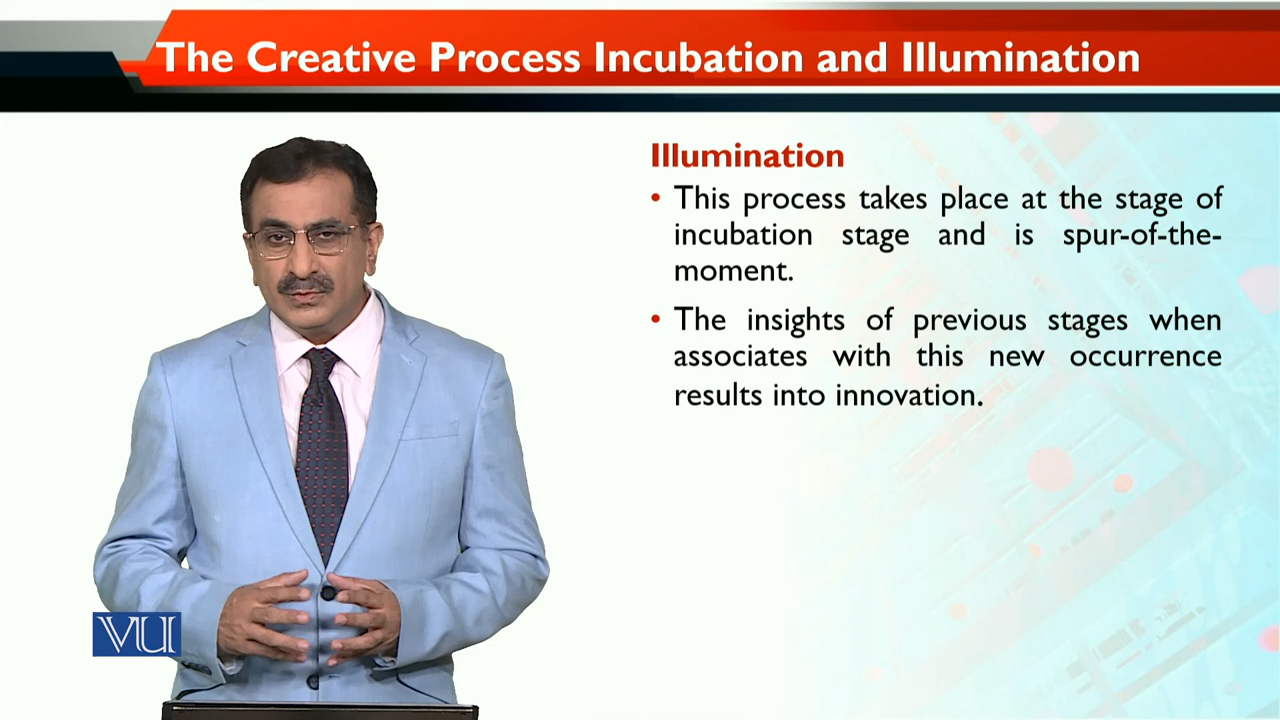 The Creative Process Incubation and Illumination
Illumination
• This process takes place at the stage of
incubation stage and is spur-of-the-
moment.
• The insights of previous stages when
associates with this new occurrence
results into innovation.
VU